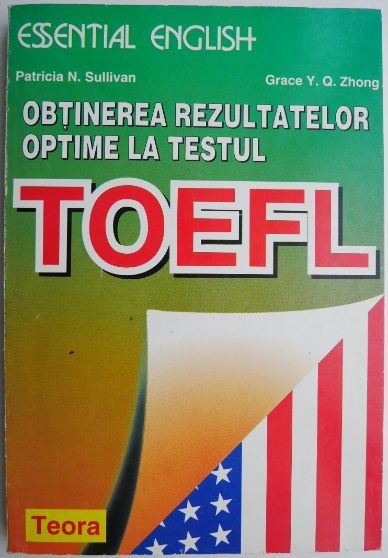 ESSENTIAL ENGLISH
Patricia N. Sullivan
Grace Y. Q. Zhong
OBȚINEREA REZULTATELOR
OPTIME LA TESTUL
TOEFL
Teora